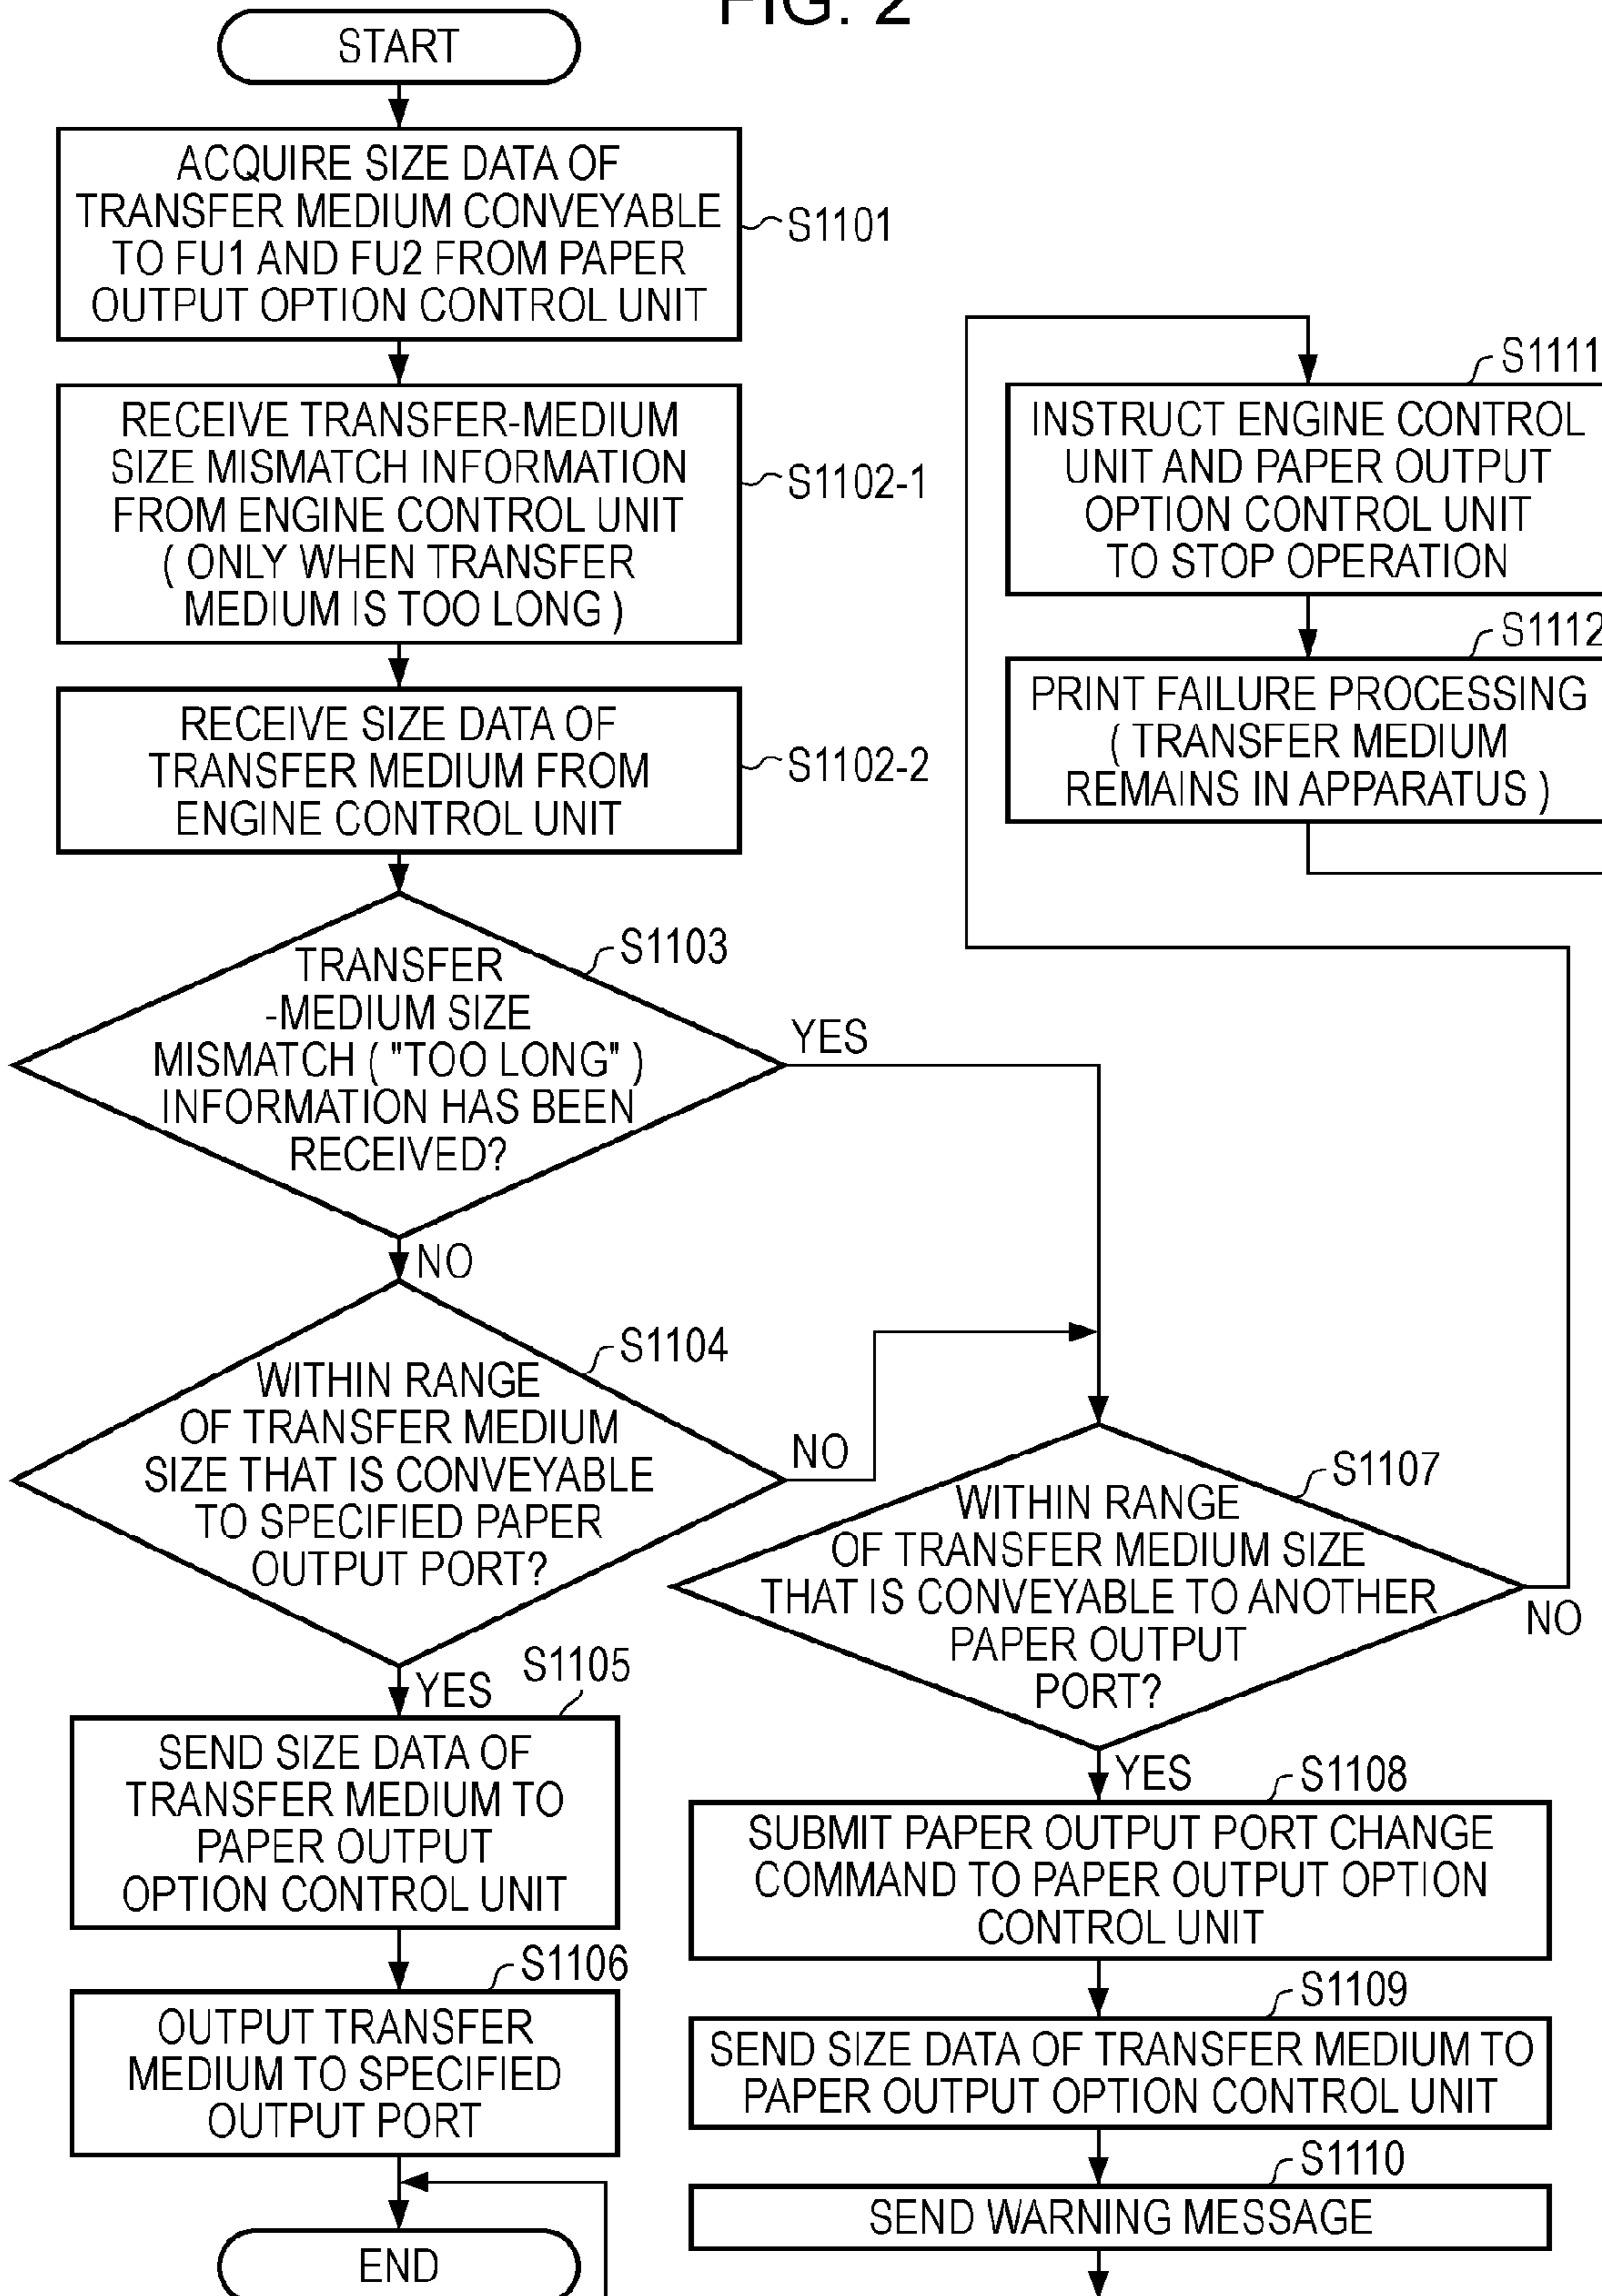 FIG. 2
START
ACQUIRE SIZE DATA OF
TRANSFER MEDIUM CONVEYABLE
TO FU1 AND FU2 FROM PAPER
OUTPUT OPTION CONTROL UNIT
S1101
RECEIVE TRANSFER-MEDIUM
SIZE MISMATCH INFORMATION
FROM ENGINE CONTROL UNIT
( ONLY WHEN TRANSFER
MEDIUM IS TOO LONG )
S1102-1
RECEIVE SIZE DATA OF
TRANSFER MEDIUM FROM
ENGINE CONTROL UNIT
S1102-2
TRANSFER
-MEDIUM SIZE
MISMATCH ( "TOO LONG" )
INFORMATION HAS BEEN
RECEIVED?
S1103
YES
NO
WITHIN RANGE
OF TRANSFER MEDIUM
SIZE THAT IS CONVEYABLE
TO SPECIFIED PAPER
OUTPUT PORT?
S1104
NO
YES
S1105
SEND SIZE DATA OF
TRANSFER MEDIUM TO
PAPER OUTPUT
OPTION CONTROL UNIT
S1106
OUTPUT TRANSFER
MEDIUM TO SPECIFIED
OUTPUT PORT
END
S1111
INSTRUCT ENGINE CONTROL
UNIT AND PAPER OUTPUT
OPTION CONTROL UNIT
TO STOP OPERATION
S1112
PRINT FAILURE PROCESSING
( TRANSFER MEDIUM
REMAINS IN APPARATUS )
S1107
WITHIN RANGE
OF TRANSFER MEDIUM SIZE
THAT IS CONVEYABLE TO ANOTHER
PAPER OUTPUT
PORT?
NO
YES
S1108
SUBMIT PAPER OUTPUT PORT CHANGE
COMMAND TO PAPER OUTPUT OPTION
CONTROL UNIT
S1109
SEND SIZE DATA OF TRANSFER MEDIUM TO
PAPER OUTPUT OPTION CONTROL UNIT
S1110
SEND WARNING MESSAGE